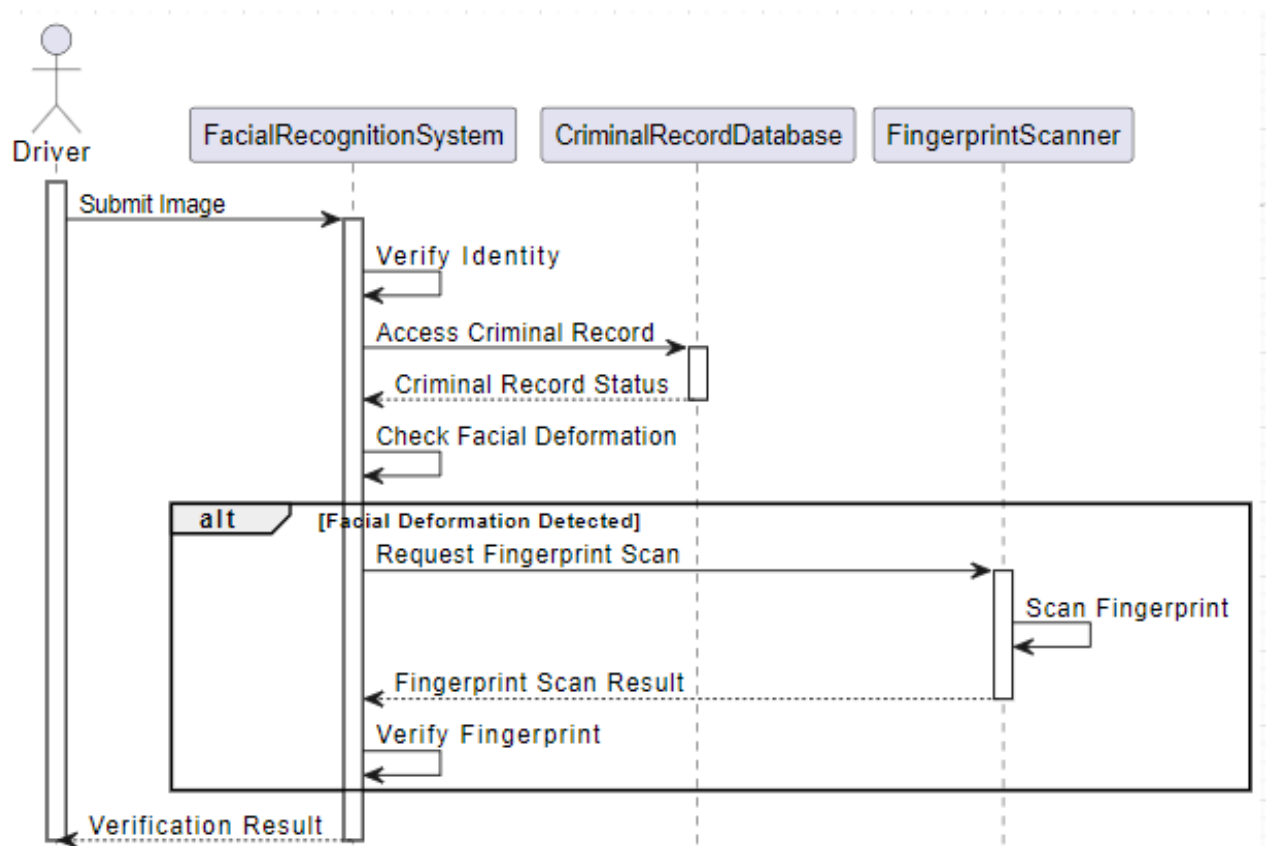 Driver
FacialRecognitionSystem
CriminalRecordDatabase
FingerprintScanner
Submit Image
Verify Identity
Access Criminal Record
Criminal Record Status
Check Facial Deformation
alt
[Facial Deformation Detected]
Request Fingerprint Scan
Scan Fingerprint
Fingerprint Scan Result
Verify Fingerprint
Verification Result